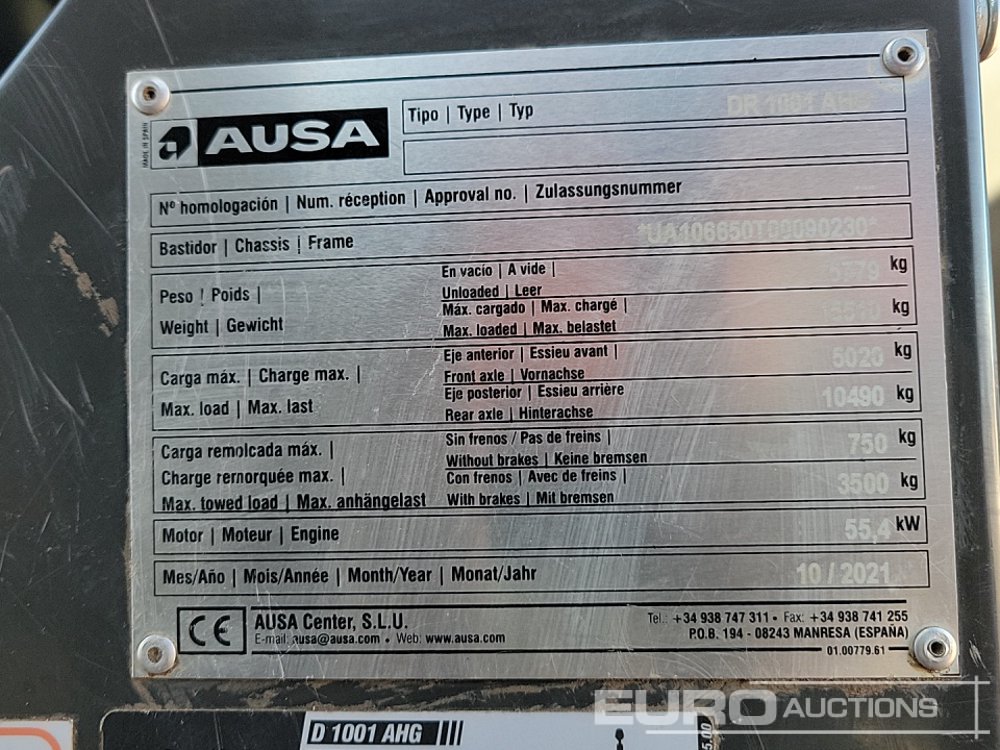 MADE IN SPAIN
AUSA
Tipo | Type | Typ
DR 1001 AHG
Nº homologación | Num. réception | Approval no. | Zulassungsnummer
Bastidor | Chassis | Frame
Peso | Poids |
Weight | Gewicht
En vacío | A vide |
Unloaded | Leer
5779 kg
Máx. cargado | Max. chargé |
Max. loaded | Max. belastet
kg
Carga máx. | Charge max. |
Max. load | Max. last
Eje anterior | Essieu avant |
Front axle | Vornachse
5020 kg
Eje posterior | Essieu arrière
Rear axle | Hinterachse
10490 kg
Carga remolcada máx. |
Charge rernorquée max. |
Max. towed load | Max. anhängelast
Sin frenos / Pas de freins |
Without brakes | Keine bremsen
750 kg
Con frenos | Avec de freins |
With brakes | Mit bremsen
3500 kg
Motor | Moteur | Engine
55,4 kW
Mes/Año | Mois/Année | Month/Year | Monat/Jahr
10 / 2021
CE
AUSA Center, S.L.U.
E-mail: ausa@ausa.com • Web: www.ausa.com
Tel.: +34 938 747 311 • Fax: +34 938 741 255
P.O.B. 194 - 08243 MANRESA (ESPAÑA)
01.00779.61
D 1001 AHG
5.00
EURO AUCTIONS